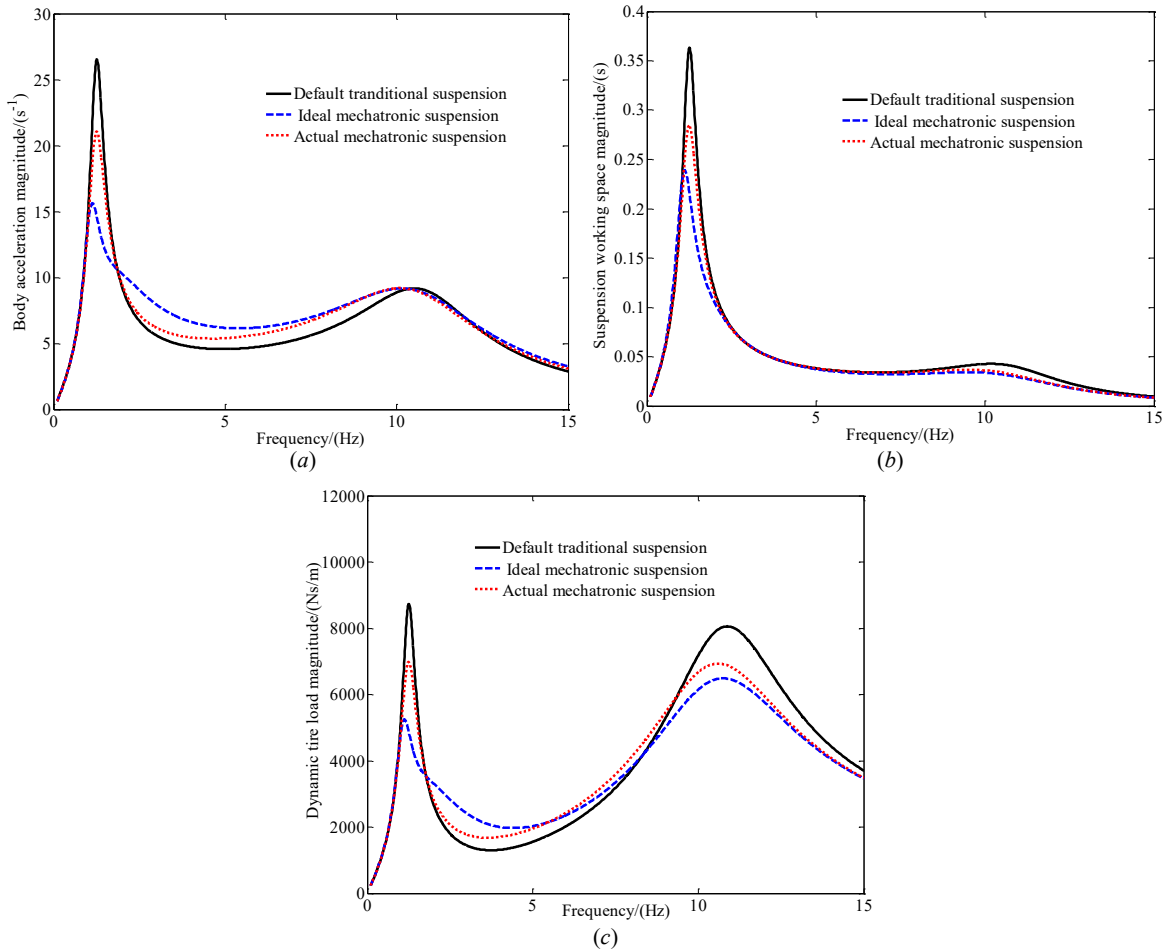 30
25
20
15
10
5
0
Body acceleration magnitude/(s-1)
Default tranditional suspension
Ideal mechatronic suspension
Actual mechatronic suspension
0 5 10 15
Frequency/(Hz)
(a)
0.4
0.35
0.3
0.25
0.2
0.15
0.1
0.05
0
Suspension working space magnitude/(s)
Default traditional suspension
Ideal mechatronic suspension
Actual mechatronic suspension
0 5 10 15
Frequency/(Hz)
(b)
12000
10000
8000
6000
4000
2000
0
Dynamic tire load magnitude/(Ns/m)
Default traditional suspension
Ideal mechatronic suspension
Actual mechatronic suspension
0 5 10 15
Frequency/(Hz)
(c)